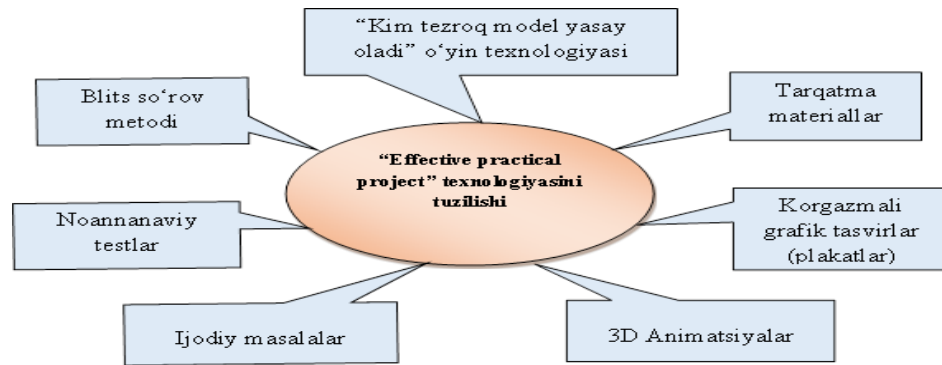 “Kim tezroq model yasay
oladi” o‘yin texnologiyasi
Blits so‘rov
metodi
Tarqatma
materiallar
“Effective practical
project” texnologiyasini
tuzilishi
Noannanaviy
testlar
Korgazmali
grafik tasvirlar
(plakatlar)
Ijodiy masalalar
3D Animatsiyalar